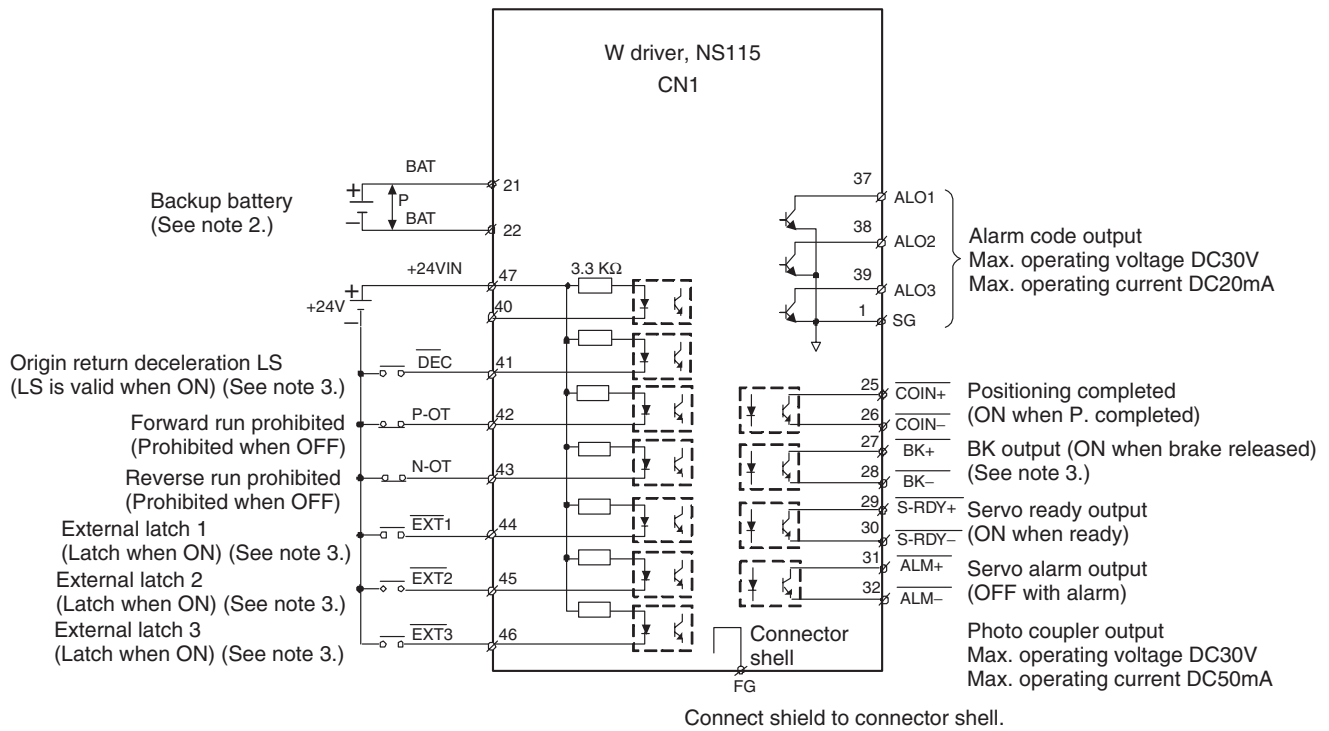 W driver, NS115
CN1
Backup battery
(See note 2.)
+
–
BAT
P
BAT
21
22
+24VIN
47
3.3 KΩ
+24V
+
–
40
Origin return deceleration LS
(LS is valid when ON) (See note 3.)
DEC
41
Forward run prohibited
(Prohibited when OFF)
P-OT
42
Reverse run prohibited
(Prohibited when OFF)
N-OT
43
External latch 1
(Latch when ON) (See note 3.)
EXT1
44
External latch 2
(Latch when ON) (See note 3.)
EXT2
45
External latch 3
(Latch when ON) (See note 3.)
EXT3
46
37
ALO1
38
ALO2
39
ALO3
1
SG
Alarm code output
Max. operating voltage DC30V
Max. operating current DC20mA
25
COIN+
26
COIN–
Positioning completed
(ON when P. completed)
27
BK+
28
BK–
BK output (ON when brake released)
(See note 3.)
29
S-RDY+
30
S-RDY–
Servo ready output
(ON when ready)
31
ALM+
32
ALM–
Servo alarm output
(OFF with alarm)
Photo coupler output
Max. operating voltage DC30V
Max. operating current DC50mA
Connector
shell
FG
Connect shield to connector shell.